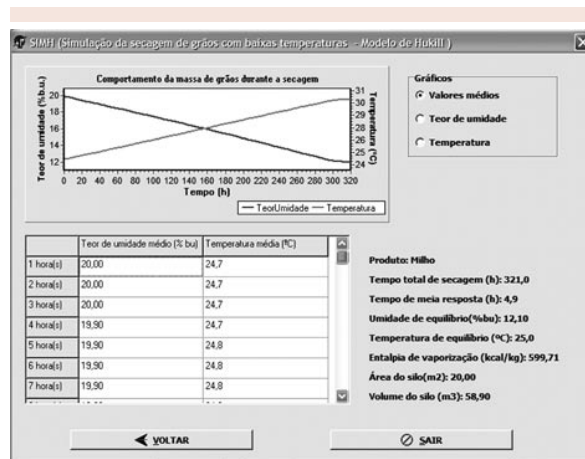 SIMH (Simulação da secagem de grãos com baixas temperaturas - Modelo de Hukill )
Comportamento da massa de grãos durante a secagem
Teor de umidade (%b.u.)
20
18
16
14
12
31
30
29
28
26
25
24
Temperatura (ºC)
0 20 40 60 80 100 120 140 160 180 200 220 240 260 280 300 320
Tempo (h)
TeorUmidade Temperatura
Gráficos
Valores médios
Teor de umidade
Temperatura
Teor de umidade médio (% bu) Temperatura média (ºC)
1 hora(s) 20,00 24,7
2 hora(s) 20,00 24,7
3 hora(s) 20,00 24,7
4 hora(s) 19,90 24,7
5 hora(s) 19,90 24,8
6 hora(s) 19,90 24,8
7 hora(s) 19,90 24,8
Produto: Milho
Tempo total de secagem (h): 321,0
Tempo de meia resposta (h): 4,9
Umidade de equilíbrio(%bu): 12,10
Temperatura de equilíbrio (ºC): 25,0
Entalpia de vaporização (kcal/kg): 599,71
Área do silo(m2): 20,00
Volume do silo (m3): 58,90
VOLTAR
SAIR